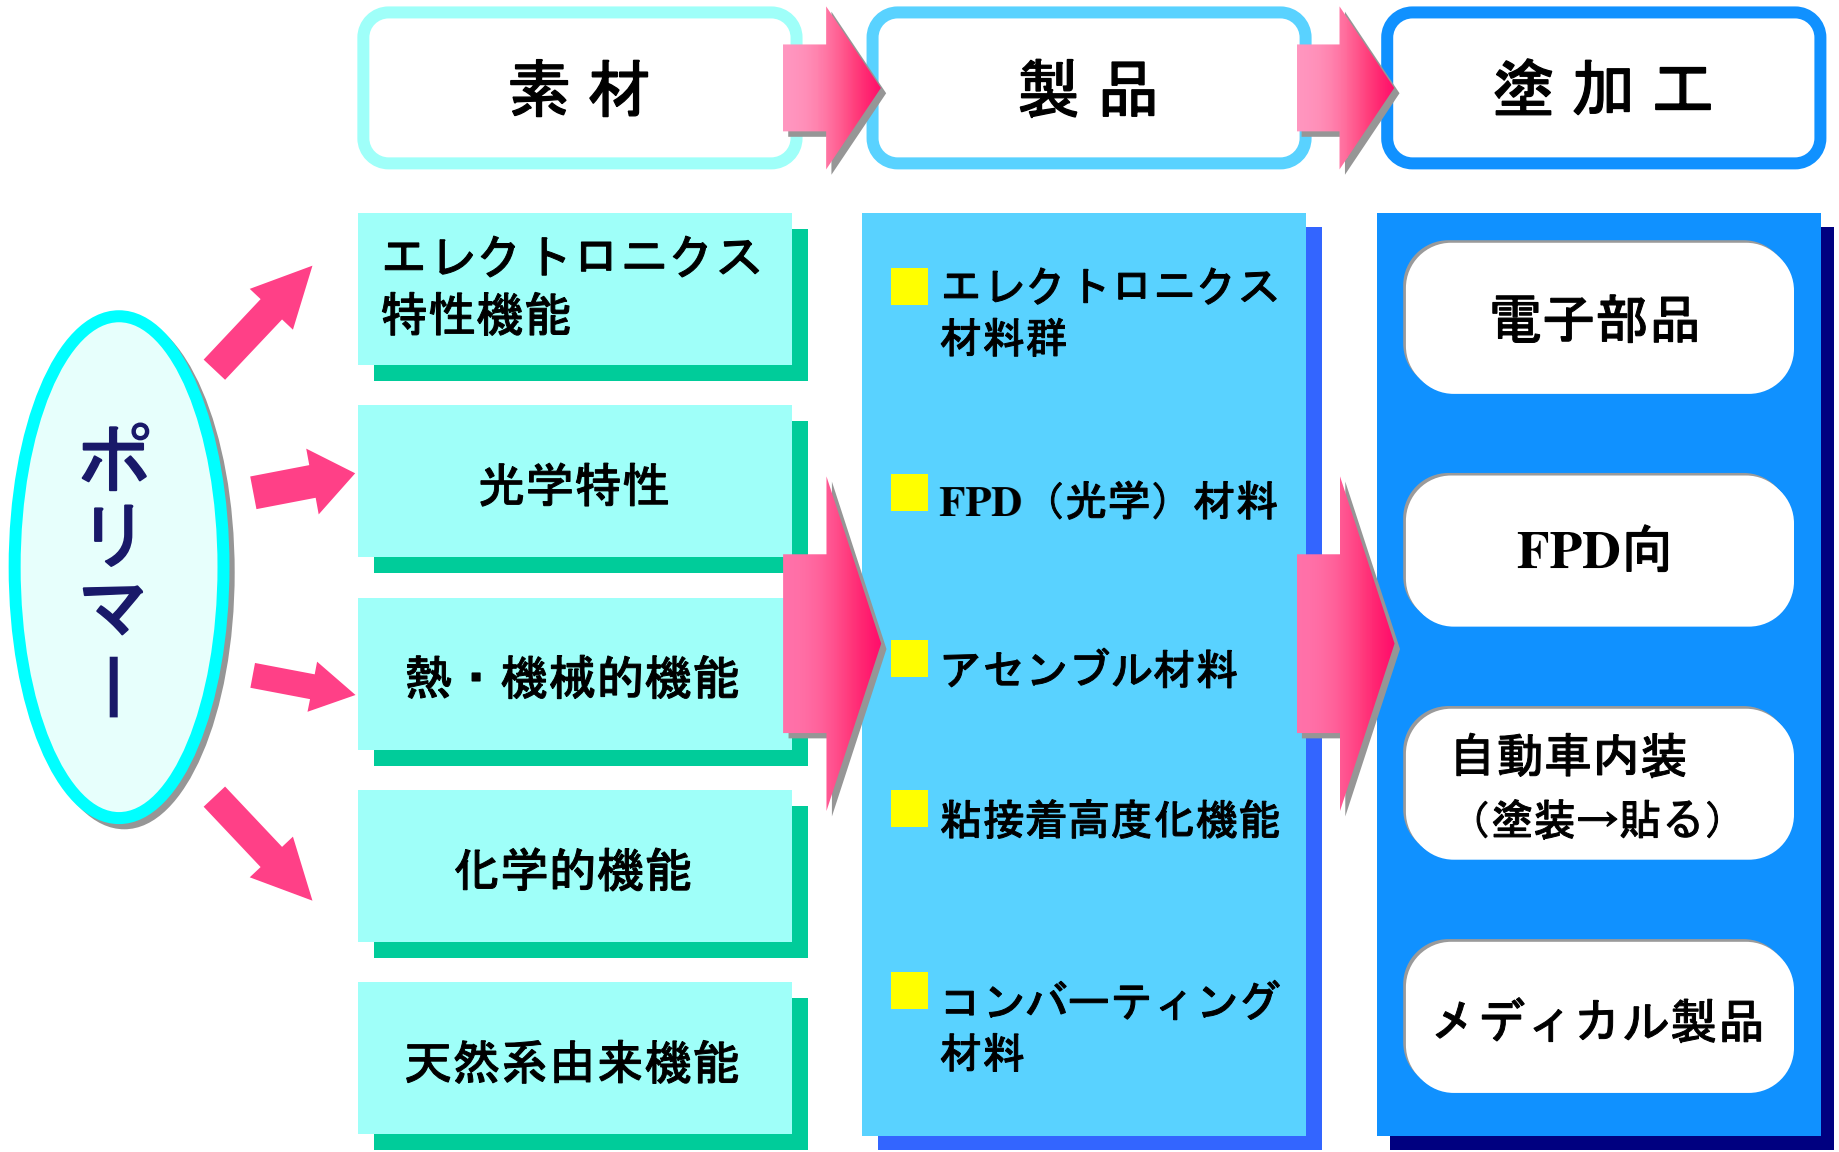 素材
製品
塗加工
ポリマー
エレクトロニクス
特性機能
光学特性
熱・機械的機能
化学的機能
天然系由来機能
エレクトロニクス
材料群
FPD（光学）材料
アセンブル材料
粘接着高度化機能
コンバーティング
材料
電子部品
FPD向
自動車内装
（塗装→貼る）
メディカル製品